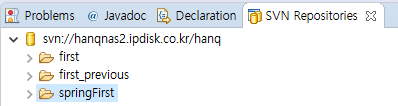 Problems @ Javadoc Declaration SVN Repositories
svn://hanqnas2.ipdisk.co.kr/hanq
first
first_previous
springFirst